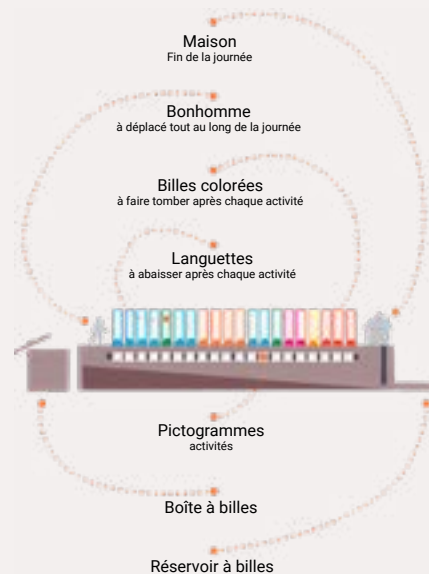 Maison
Fin de la journée
Bonhomme
à déplacé tout au long de la journée
Billes colorées
à faire tomber après chaque activité
Languettes
à abaisser après chaque activité
Pictogrammes
activités
Boîte à billes
Réservoir à billes